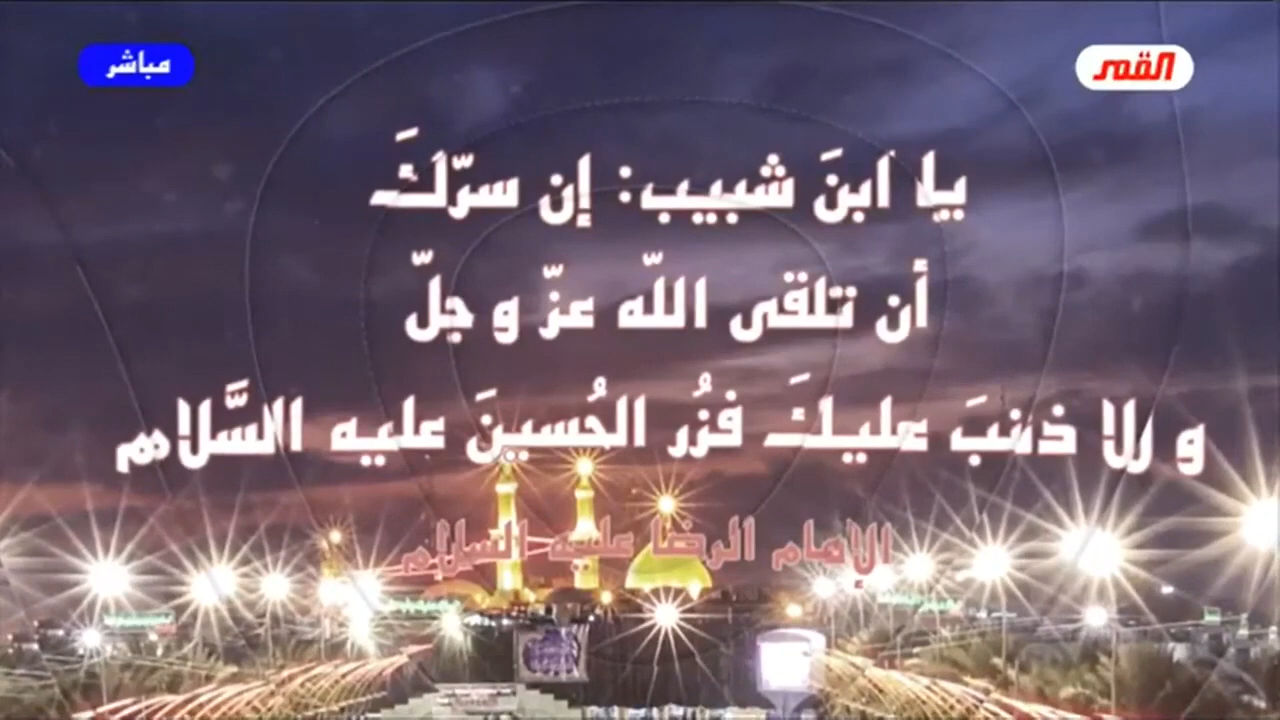 مباشر
القمر
يا ابنَ شبيب: إن سرّكَ
أن تلقى اللّه عزّ و جلّ
و لا ذنبَ عليكَ فزُر الحُسينَ عليه السَّلام
الإمام الرضا عليه السلام